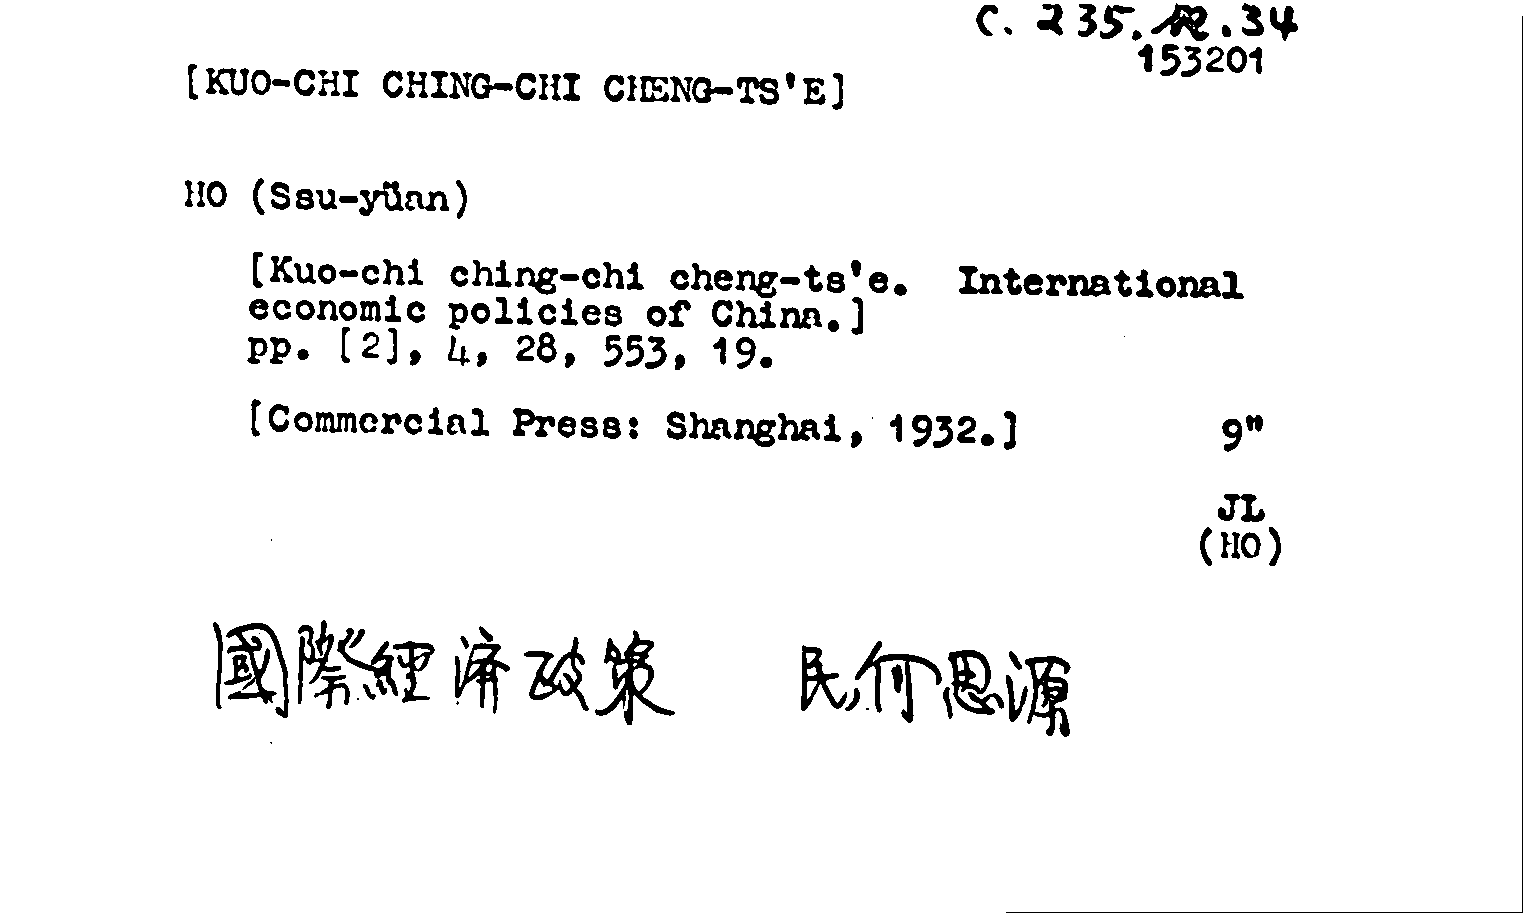 C. 235..34
153201
[KUO-CHI CHING-CHI CHENG-TS'E]
HO (Ssu-yüan)
[Kuo-chi ching-chi cheng-ts'e. International
economic policies of China.]
pp. [2], 4, 28, 553, 19.
[Commercial Press: Shanghai, 1932.] 9"
JL
(HO)
國際經濟政策 民何思源